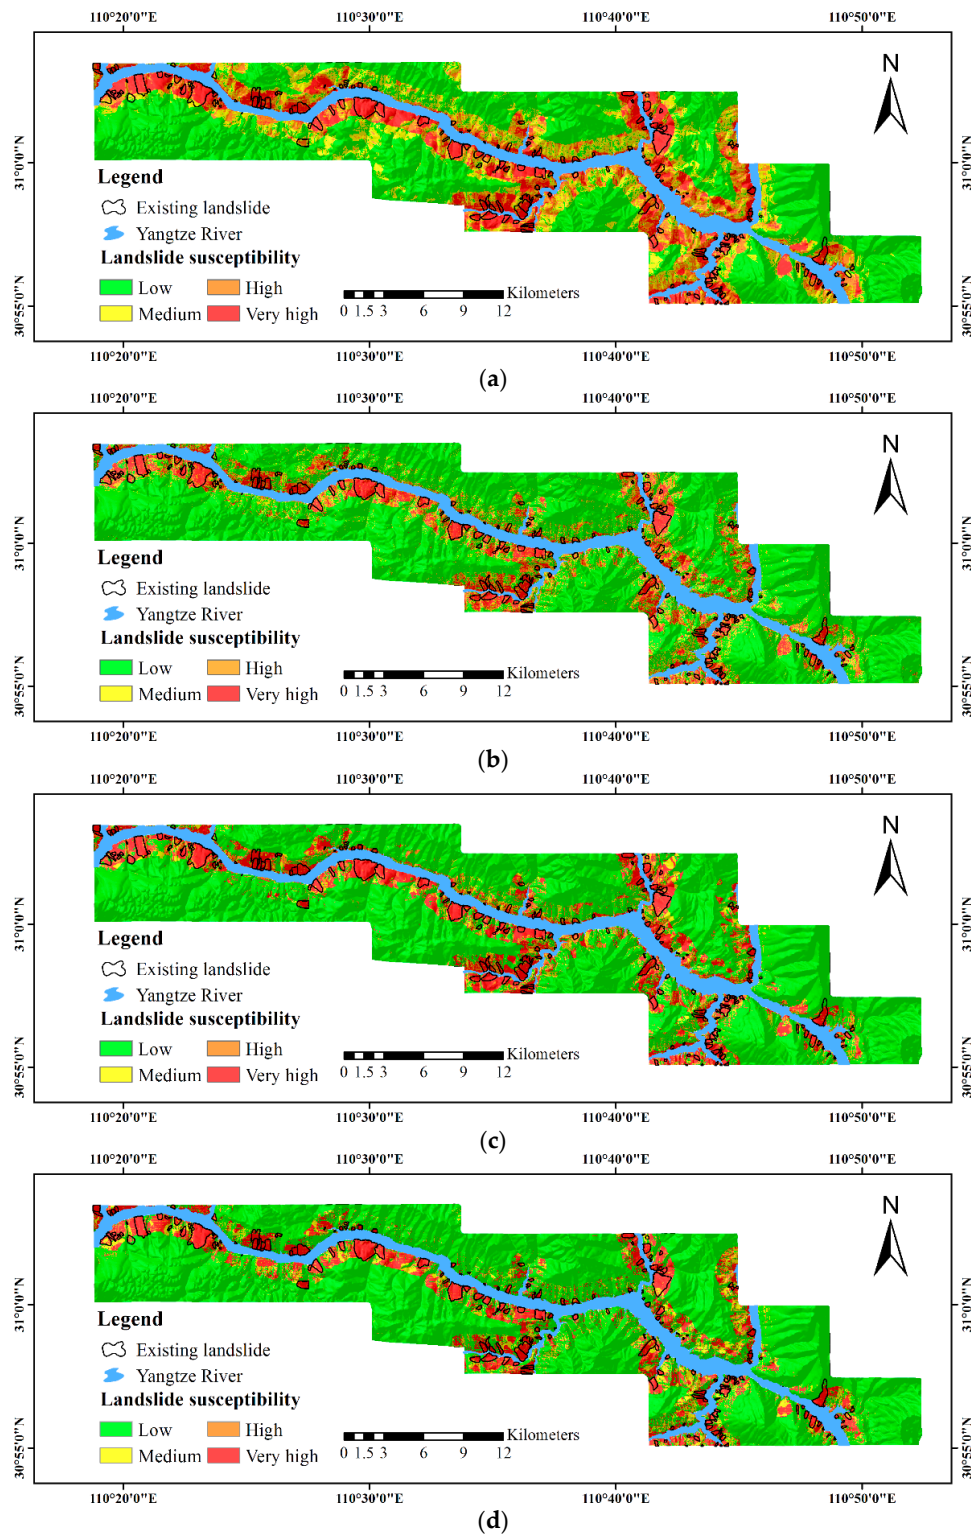 110°20'0"E 110°30'0"E 110°40'0"E 110°50'0"E
N
31°0'0"N 31°0'0"N
Legend
Existing landslide
Yangtze River
Landslide susceptibility
Low High
Medium Very high
Kilometers
0 1.5 3 6 9 12
30°55'0"N 30°55'0"N
110°20'0"E 110°30'0"E 110°40'0"E 110°50'0"E
(a)
110°20'0"E 110°30'0"E 110°40'0"E 110°50'0"E
N
31°0'0"N 31°0'0"N
Legend
Existing landslide
Yangtze River
Landslide susceptibility
Low High
Medium Very high
Kilometers
0 1.5 3 6 9 12
30°55'0"N 30°55'0"N
110°20'0"E 110°30'0"E 110°40'0"E 110°50'0"E
(b)
110°20'0"E 110°30'0"E 110°40'0"E 110°50'0"E
N
31°0'0"N 31°0'0"N
Legend
Existing landslide
Yangtze River
Landslide susceptibility
Low High
Medium Very high
Kilometers
0 1.5 3 6 9 12
30°55'0"N 30°55'0"N
110°20'0"E 110°30'0"E 110°40'0"E 110°50'0"E
(c)
110°20'0"E 110°30'0"E 110°40'0"E 110°50'0"E
N
31°0'0"N 31°0'0"N
Legend
Existing landslide
Yangtze River
Landslide susceptibility
Low High
Medium Very high
Kilometers
0 1.5 3 6 9 12
30°55'0"N 30°55'0"N
110°20'0"E 110°30'0"E 110°40'0"E 110°50'0"E
(d)